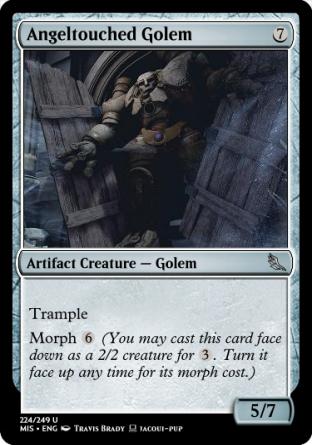 Angeltouched Golem 7
Artifact Creature — Golem
Trample
Morph 6 (You may cast this card face
down as a 2/2 creature for 3. Turn it
face up any time for its morph cost.)
5/7
224/249 U
MIS • ENG Travis Brady jacoui-pup